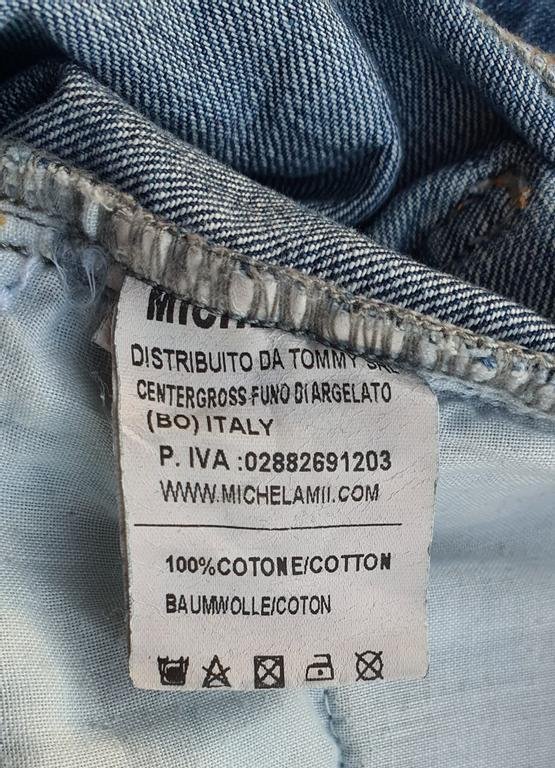 DISTRIBUITO DA TOMMY SRL
CENTERGROSS-FUNO DI ARGELATO
(BO) ITALY
P. IVA :02882691203
WWW.MICHELAMII.COM
100%COTONE/COTTON
BAUMWOLLE/COTON